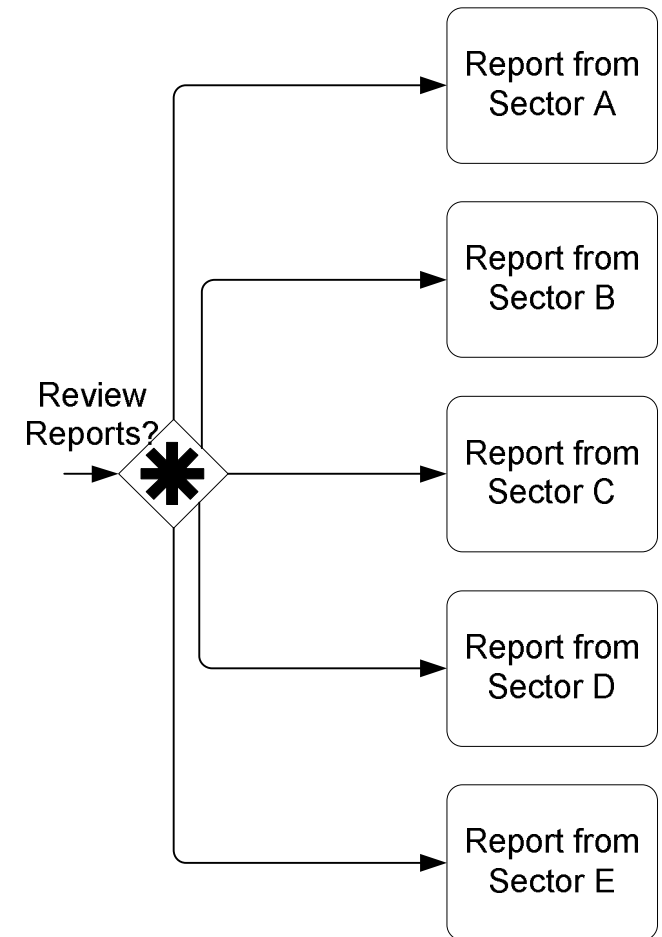 Report from
Sector A
Report from
Sector B
Review
Reports?
Report from
Sector C
Report from
Sector D
Report from
Sector E